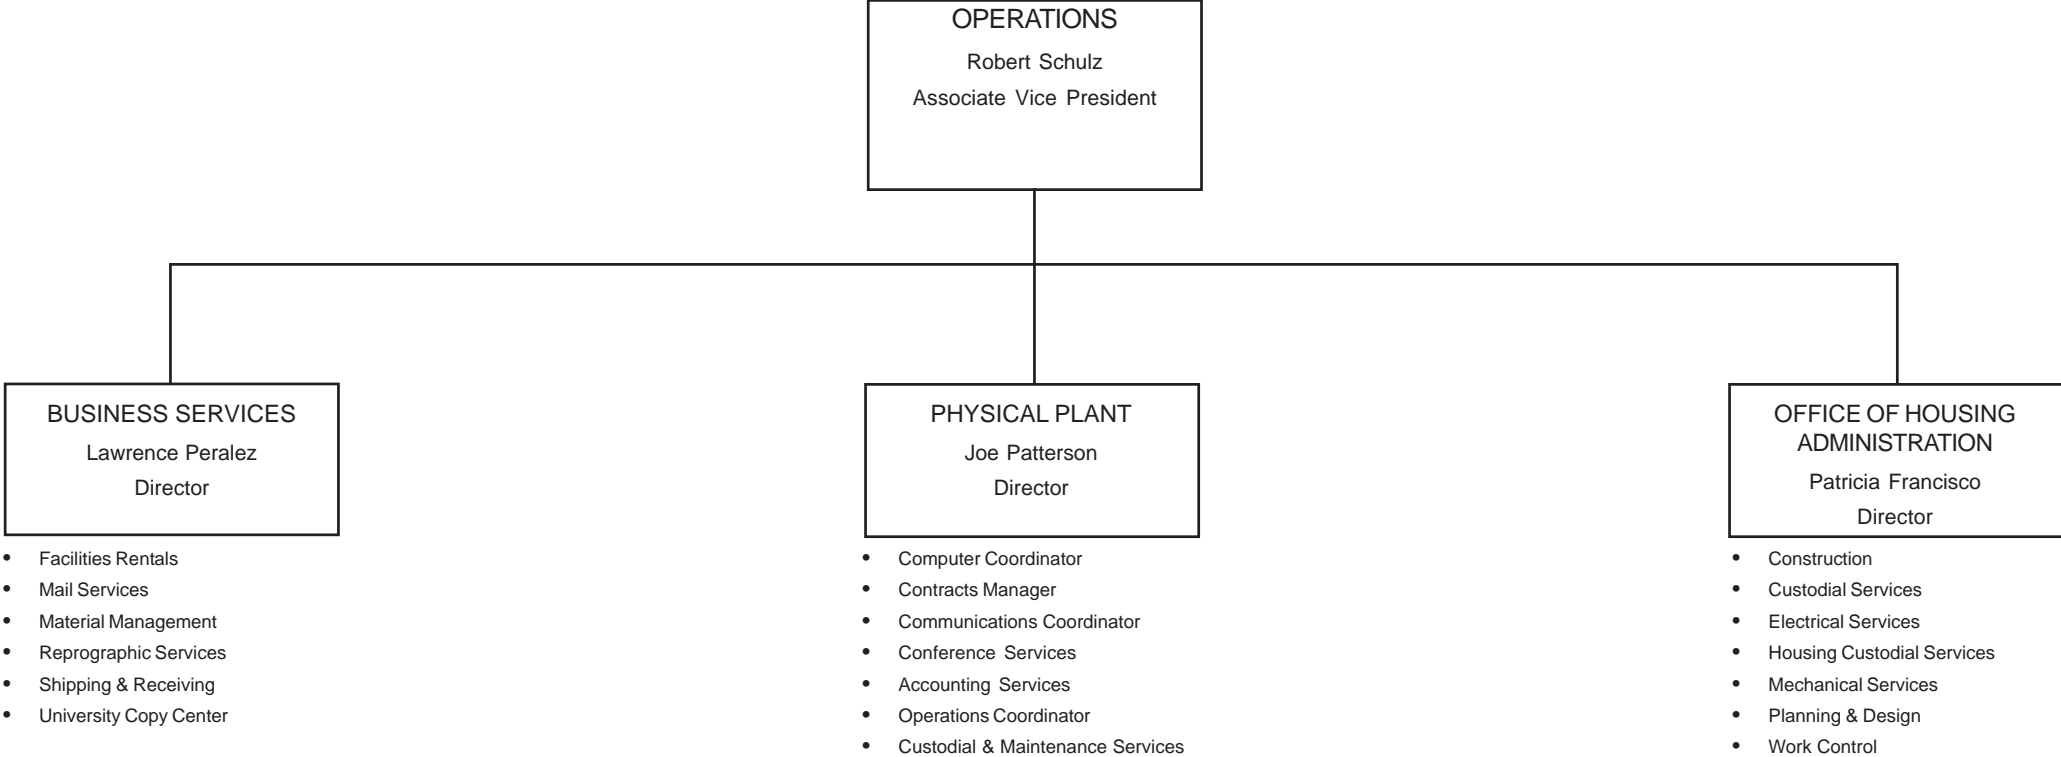 OPERATIONS
Robert Schulz
Associate Vice President
BUSINESS SERVICES
Lawrence Peralez
Director
• Facilities Rentals
• Mail Services
• Material Management
• Reprographic Services
• Shipping & Receiving
• University Copy Center
PHYSICAL PLANT
Joe Patterson
Director
• Computer Coordinator
• Contracts Manager
• Communications Coordinator
• Conference Services
• Accounting Services
• Operations Coordinator
• Custodial & Maintenance Services
OFFICE OF HOUSING
ADMINISTRATION
Patricia Francisco
Director
• Construction
• Custodial Services
• Electrical Services
• Housing Custodial Services
• Mechanical Services
• Planning & Design
• Work Control